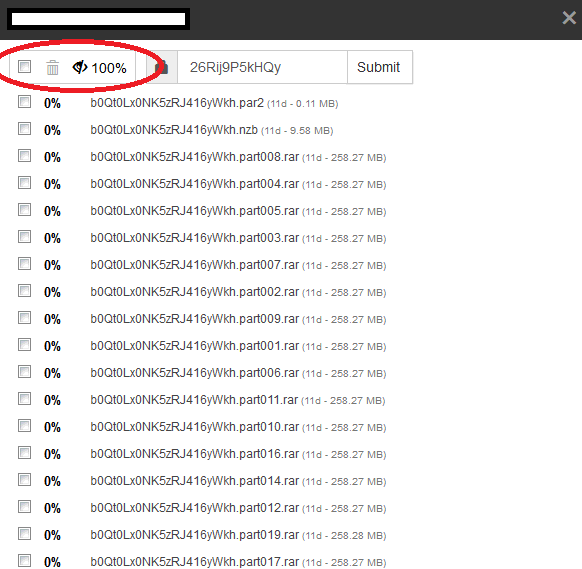 100% 26Rij9P5kHQy Submit
0% b0Qt0Lx0NK5zRJ416yWkh.par2 (11d - 0.11 MB)
0% b0Qt0Lx0NK5zRJ416yWkh.nzb (11d - 9.58 MB)
0% b0Qt0Lx0NK5zRJ416yWkh.part008.rar (11d - 258.27 MB)
0% b0Qt0Lx0NK5zRJ416yWkh.part004.rar (11d - 258.27 MB)
0% b0Qt0Lx0NK5zRJ416yWkh.part005.rar (11d - 258.27 MB)
0% b0Qt0Lx0NK5zRJ416yWkh.part003.rar (11d - 258.27 MB)
0% b0Qt0Lx0NK5zRJ416yWkh.part007.rar (11d - 258.27 MB)
0% b0Qt0Lx0NK5zRJ416yWkh.part002.rar (11d - 258.27 MB)
0% b0Qt0Lx0NK5zRJ416yWkh.part009.rar (11d - 258.27 MB)
0% b0Qt0Lx0NK5zRJ416yWkh.part001.rar (11d - 258.27 MB)
0% b0Qt0Lx0NK5zRJ416yWkh.part006.rar (11d - 258.27 MB)
0% b0Qt0Lx0NK5zRJ416yWkh.part011.rar (11d - 258.27 MB)
0% b0Qt0Lx0NK5zRJ416yWkh.part010.rar (11d - 258.27 MB)
0% b0Qt0Lx0NK5zRJ416yWkh.part016.rar (11d - 258.27 MB)
0% b0Qt0Lx0NK5zRJ416yWkh.part014.rar (11d - 258.27 MB)
0% b0Qt0Lx0NK5zRJ416yWkh.part012.rar (11d - 258.27 MB)
0% b0Qt0Lx0NK5zRJ416yWkh.part019.rar (11d - 258.28 MB)
0% b0Qt0Lx0NK5zRJ416yWkh.part017.rar (11d - 258.27 MB)